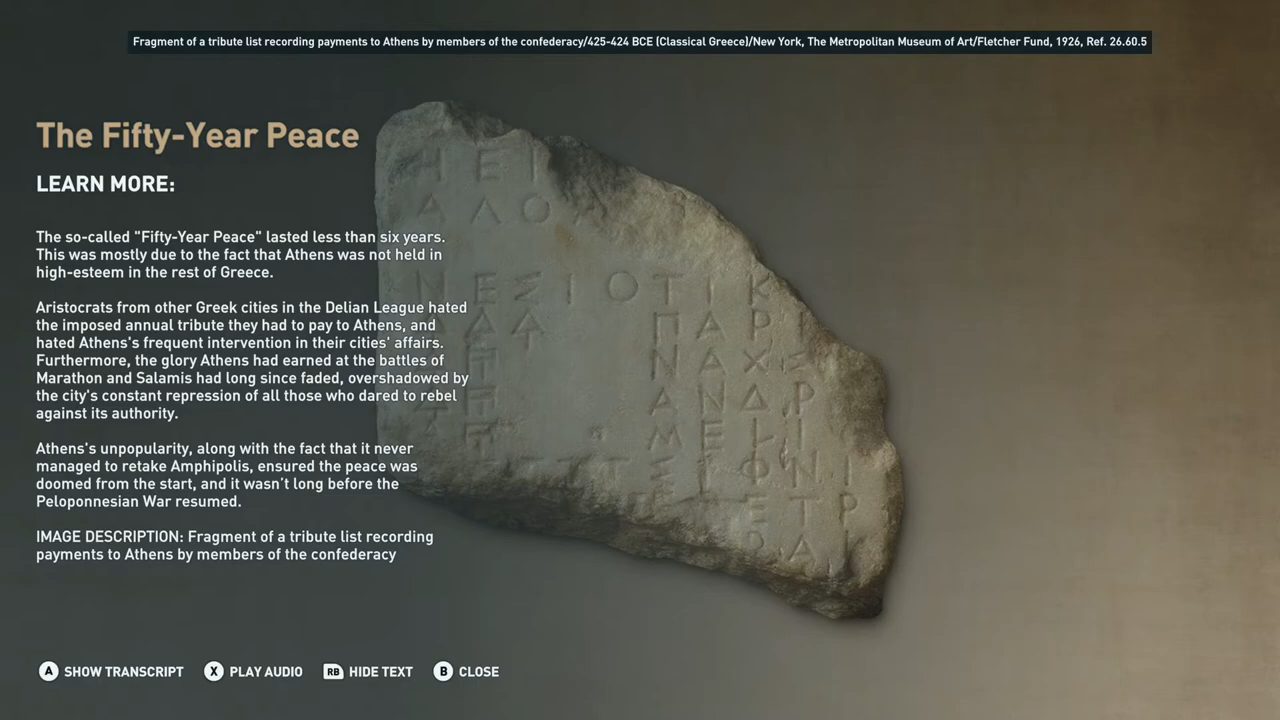 Fragment of a tribute list recording payments to Athens by members of the confederacy/425-424 BCE (Classical Greece)/New York, The Metropolitan Museum of Art/Fletcher Fund, 1926, Ref. 26.60.5
The Fifty-Year Peace
LEARN MORE:
The so-called "Fifty-Year Peace" lasted less than six years.
This was mostly due to the fact that Athens was not held in
high-esteem in the rest of Greece.
Aristocrats from other Greek cities in the Delian League hated
the imposed annual tribute they had to pay to Athens, and
hated Athens's frequent intervention in their cities' affairs.
Furthermore, the glory Athens had earned at the battles of
Marathon and Salamis had long since faded, overshadowed by
the city's constant repression of all those who dared to rebel
against its authority.
Athens's unpopularity, along with the fact that it never
managed to retake Amphipolis, ensured the peace was
doomed from the start, and it wasn't long before the
Peloponnesian War resumed.
IMAGE DESCRIPTION: Fragment of a tribute list recording
payments to Athens by members of the confederacy
ΗΕΙ
ΝΕΣΙΟΤΙΚ
ΠΑΡΙ
ΝΑΧΣ
ΑΝΔΡ
ΜΕ
ΕΤΡ
A SHOW TRANSCRIPT X PLAY AUDIO RB HIDE TEXT B CLOSE